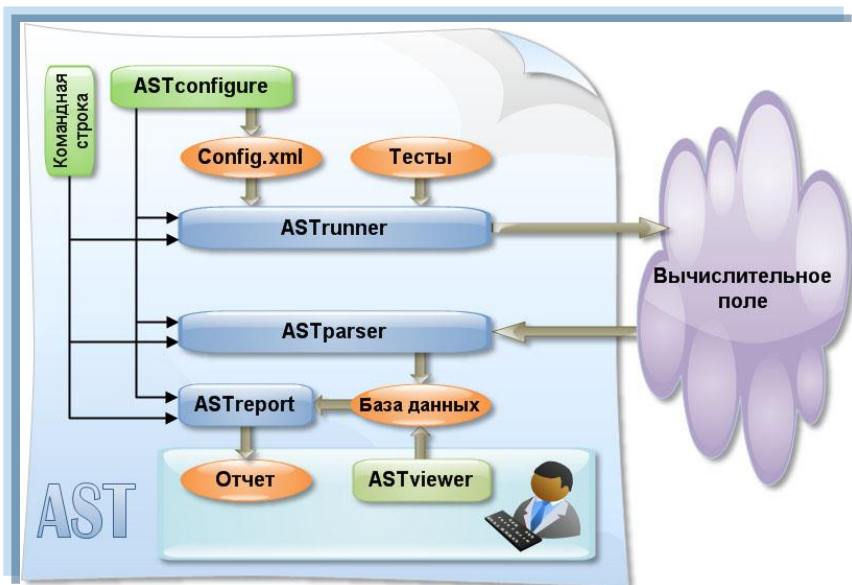 Командная
строка
ASTconfigure
Config.xml
Тесты
ASTrunner
Вычислительное
поле
ASTparser
ASTreport
База данных
Отчет
ASTviewer
AST